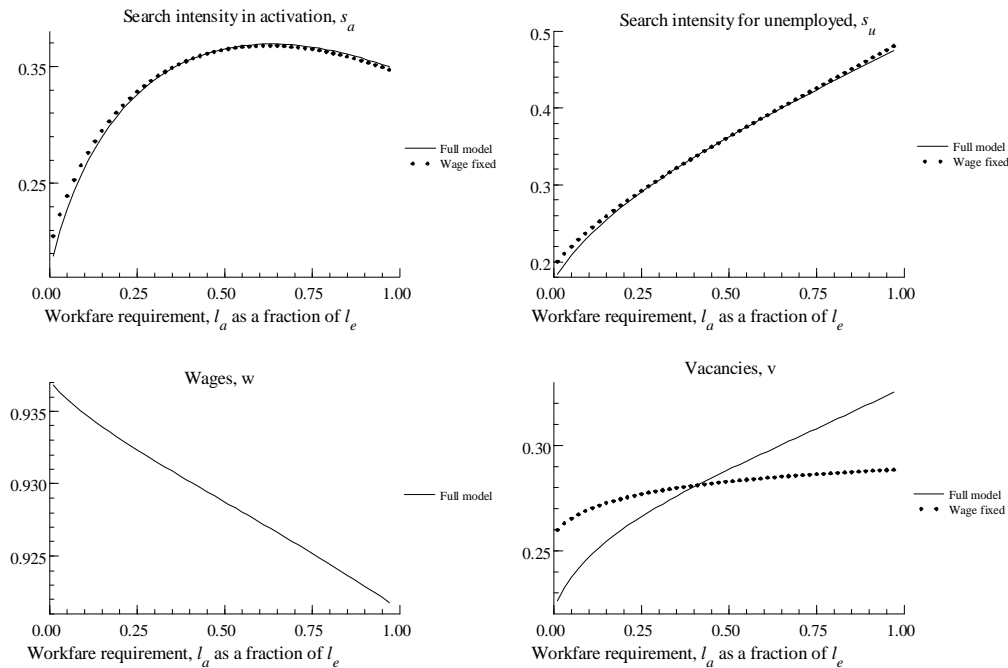 Search intensity in activation, s_a
0.35
0.25
0.00 0.25 0.50 0.75 1.00
Workfare requirement, l_a as a fraction of l_e
Full model
Wage fixed
Search intensity for unemployed, s_u
0.5
0.4
0.3
0.2
0.00 0.25 0.50 0.75 1.00
Workfare requirement, l_a as a fraction of l_e
Full model
Wage fixed
Wages, w
0.935
0.930
0.925
0.00 0.25 0.50 0.75 1.00
Workfare requirement, l_a as a fraction of l_e
Full model
Vacancies, v
0.30
0.25
0.00 0.25 0.50 0.75 1.00
Workfare requirement, l_a as a fraction of l_e
Full model
Wage fixed